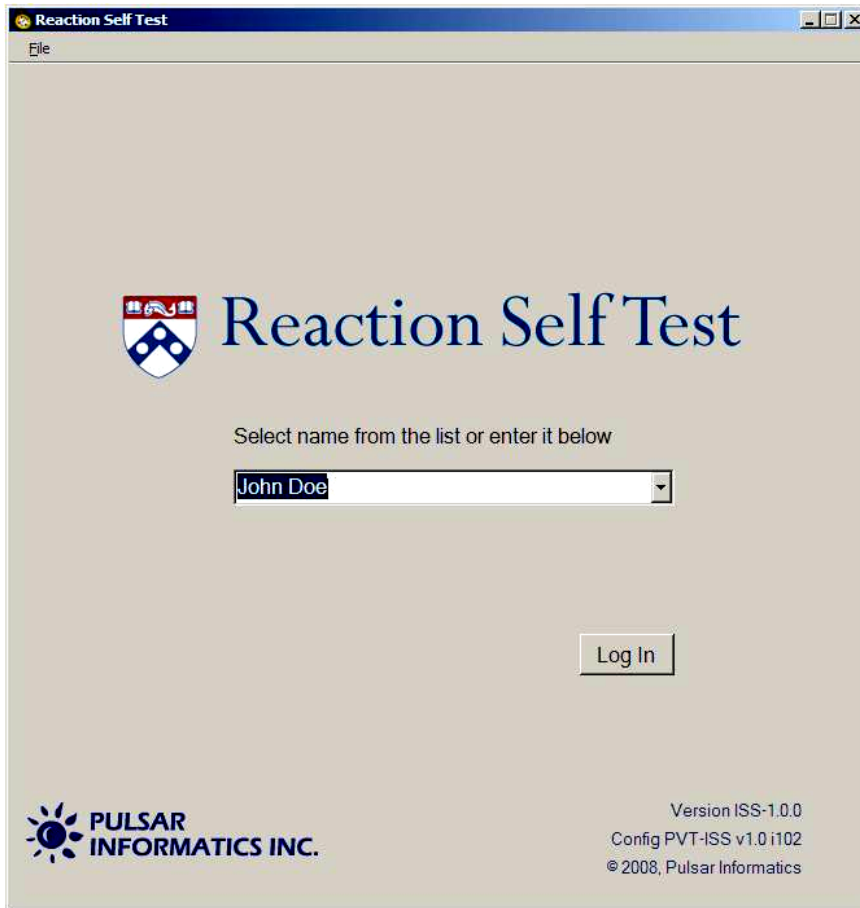 Reaction Self Test
File
Reaction Self Test
Select name from the list or enter it below
John Doe
Log In
PULSAR
INFORMATICS INC.
Version ISS-1.0.0
Config PVT-ISS v1.0 i102
© 2008, Pulsar Informatics